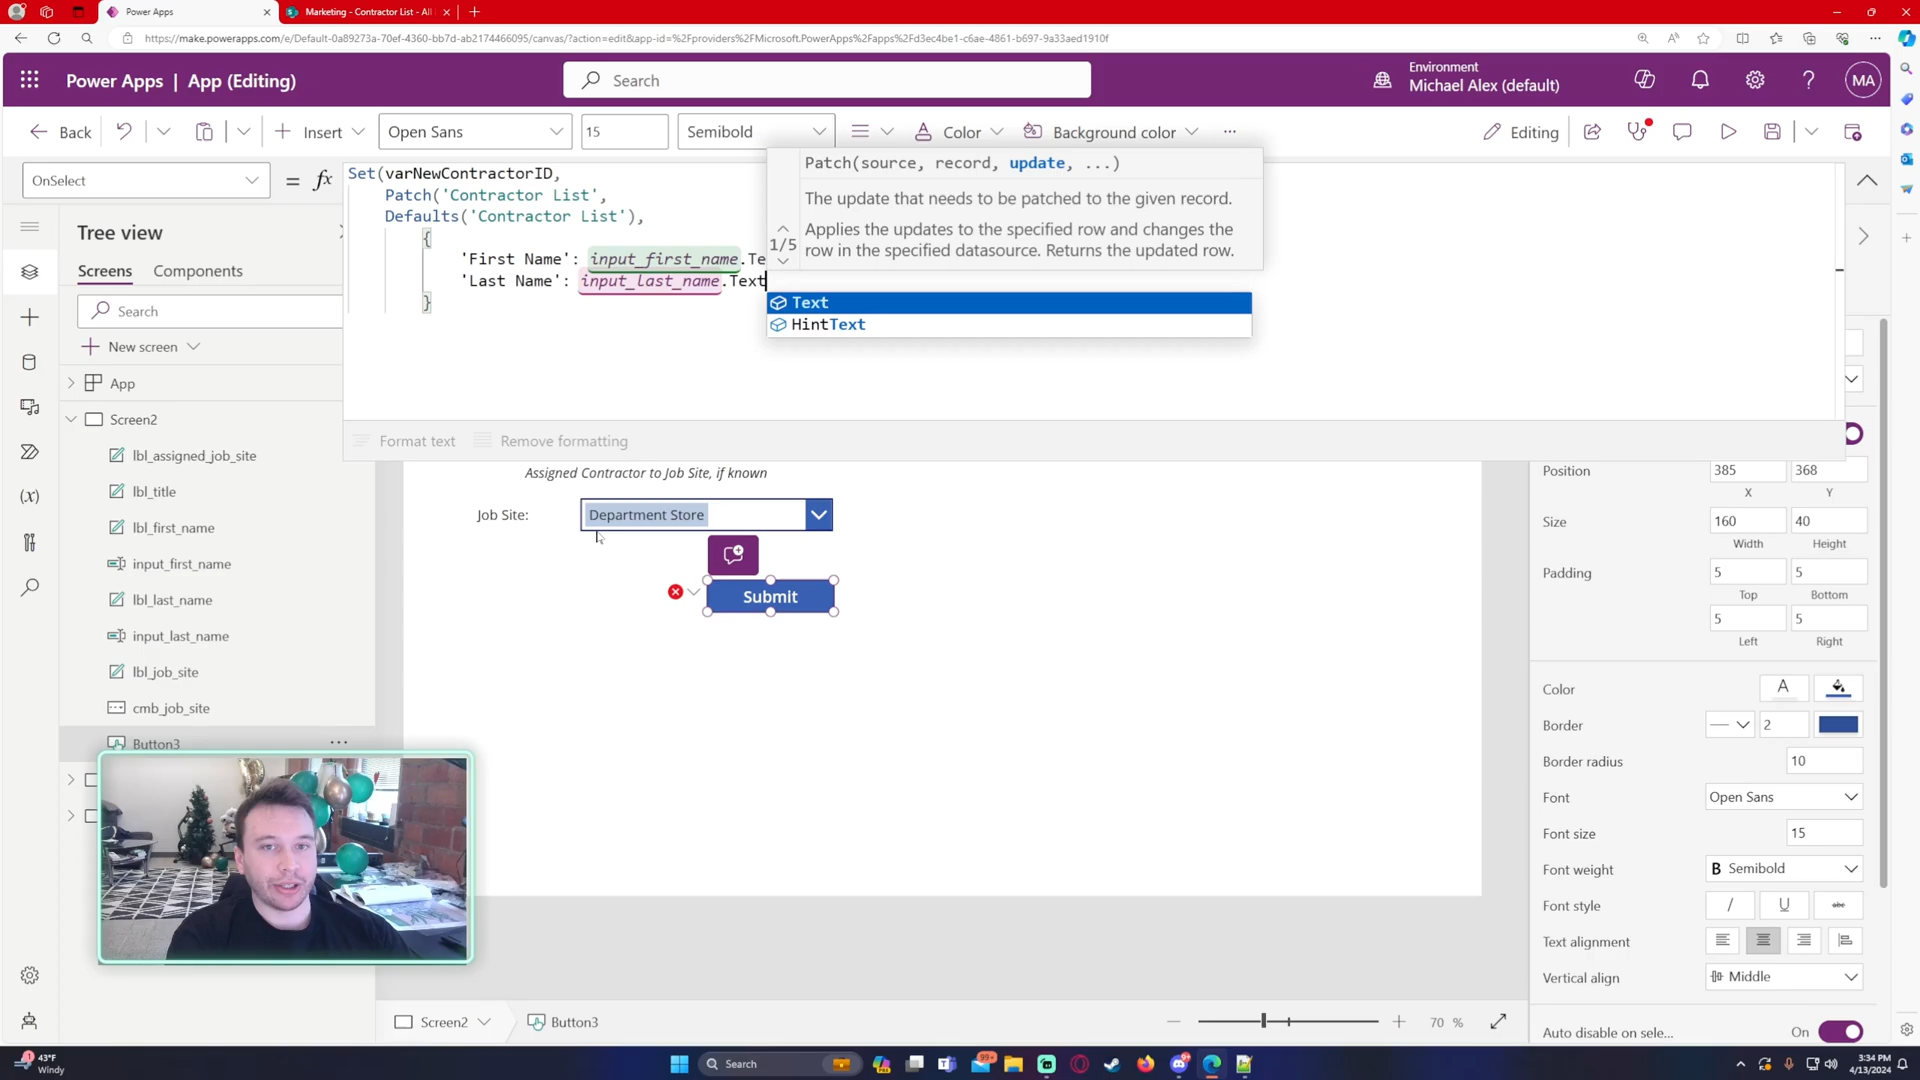 Power Apps
Marketing - Contractor List - All
https://make.powerapps.com/e/Default-0a89273a-70ef-4360-bb7d-ab2174466095/canvas/?action=edit&app-id=%2Fproviders%2FMicrosoft.PowerApps%2Fapps%2Fd3ec4be1-c6ae-4861-b697-9a33aed1910f
Power Apps | App (Editing)
Search
Environment
Michael Alex (default)
MA
Back
Insert
Open Sans
15
Semibold
Color
Background color
Editing
OnSelect
= fx
Set(varNewContractorID,
Patch('Contractor List',
Defaults('Contractor List'),
{
'First Name': input_first_name.Te
'Last Name': input_last_name.Text
}
Patch(source, record, update, ...)
The update that needs to be patched to the given record.
1/5
Applies the updates to the specified row and changes the
row in the specified datasource. Returns the updated row.
Text
HintText
Format text
Remove formatting
Tree view
Screens
Components
Search
New screen
App
Screen2
lbl_assigned_job_site
lbl_title
lbl_first_name
input_first_name
lbl_last_name
input_last_name
lbl_job_site
cmb_job_site
Button3
Assigned Contractor to Job Site, if known
Job Site:
Department Store
Submit
Position
385
368
X
Y
Size
160
40
Width
Height
Padding
5
5
Top
Bottom
5
5
Left
Right
Color
A
Border
2
Border radius
10
Font
Open Sans
Font size
15
Font weight
B Semibold
Font style
/ U abc
Text alignment
Vertical align
Middle
Auto disable on sele...
On
Screen2
Button3
70 %
43°F
Windy
Search
99+
3:34 PM
4/13/2024